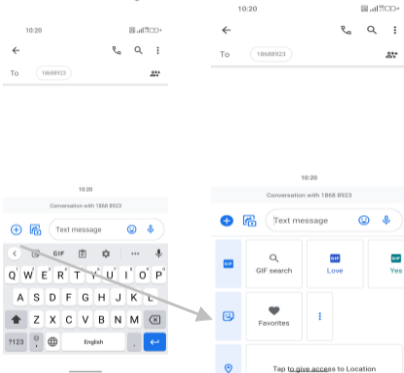 10:20
To 18688923
10:20
Conversation with 1868 8923
Text message
GIF
Q W E R T Y U I O P
A S D F G H J K L
Z X C V B N M
?123 , English .
10:20
To 18688923
10:20
Conversation with 1868 8923
Text message
GIF GIF search GIF Love GIF Yes
Favorites
Tap to give access to Location